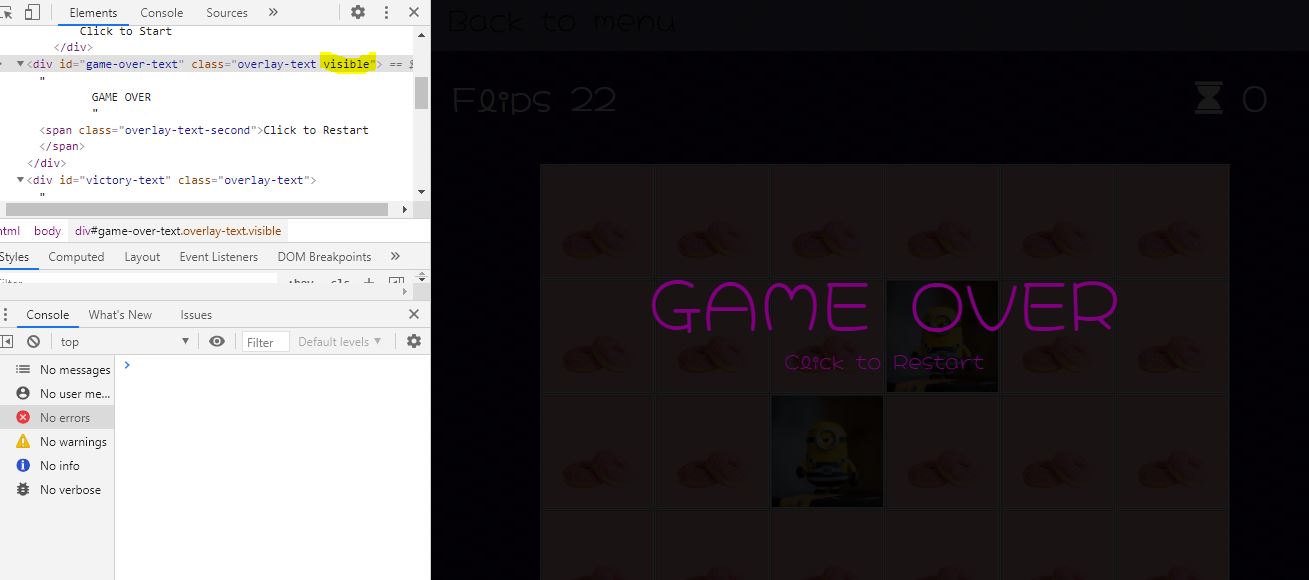 Elements Console Sources »
Click to Start
</div>
▼<div id="game-over-text" class="overlay-text visible"> ==
"
GAME OVER
"
<span class="overlay-text-second">Click to Restart
</span>
</div>
▼<div id="victory-text" class="overlay-text">
"
html body div#game-over-text.overlay-text.visible
Styles Computed Layout Event Listeners DOM Breakpoints »
Filter :hov .cls +
Console What's New Issues
top Filter Default levels ▼
No messages
No user me...
No errors
No warnings
No info
No verbose
Back to menu
Flips 22
0
GAME OVER
Click to Restart